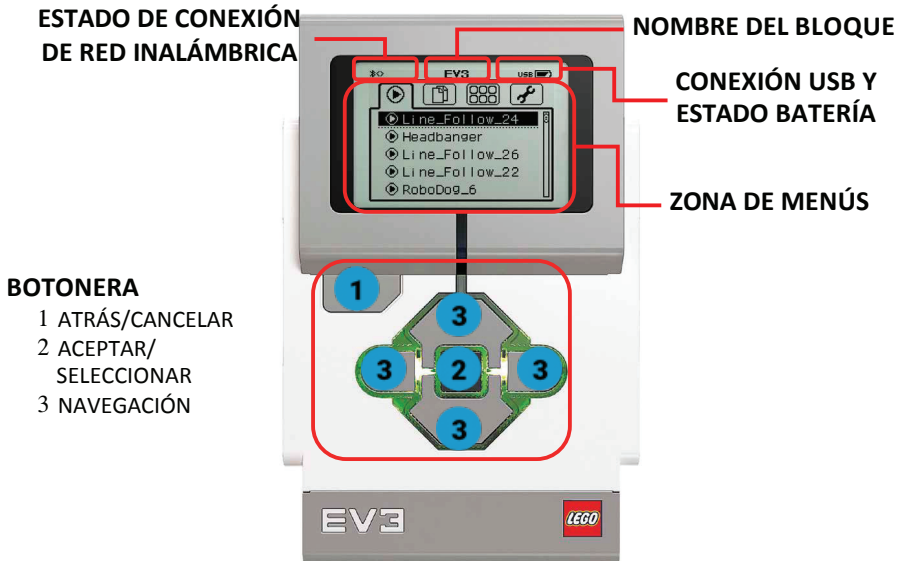 ESTADO DE CONEXIÓN
DE RED INALÁMBRICA
NOMBRE DEL BLOQUE
CONEXIÓN USB Y
ESTADO BATERÍA
ZONA DE MENÚS
EV3
USB
Line_Follow_24
Headbanger
Line_Follow_26
Line_Follow_22
RoboDog_6
BOTONERA
1 ATRÁS/CANCELAR
2 ACEPTAR/
SELECCIONAR
3 NAVEGACIÓN
1
3
3
2
3
3
EV3
LEGO